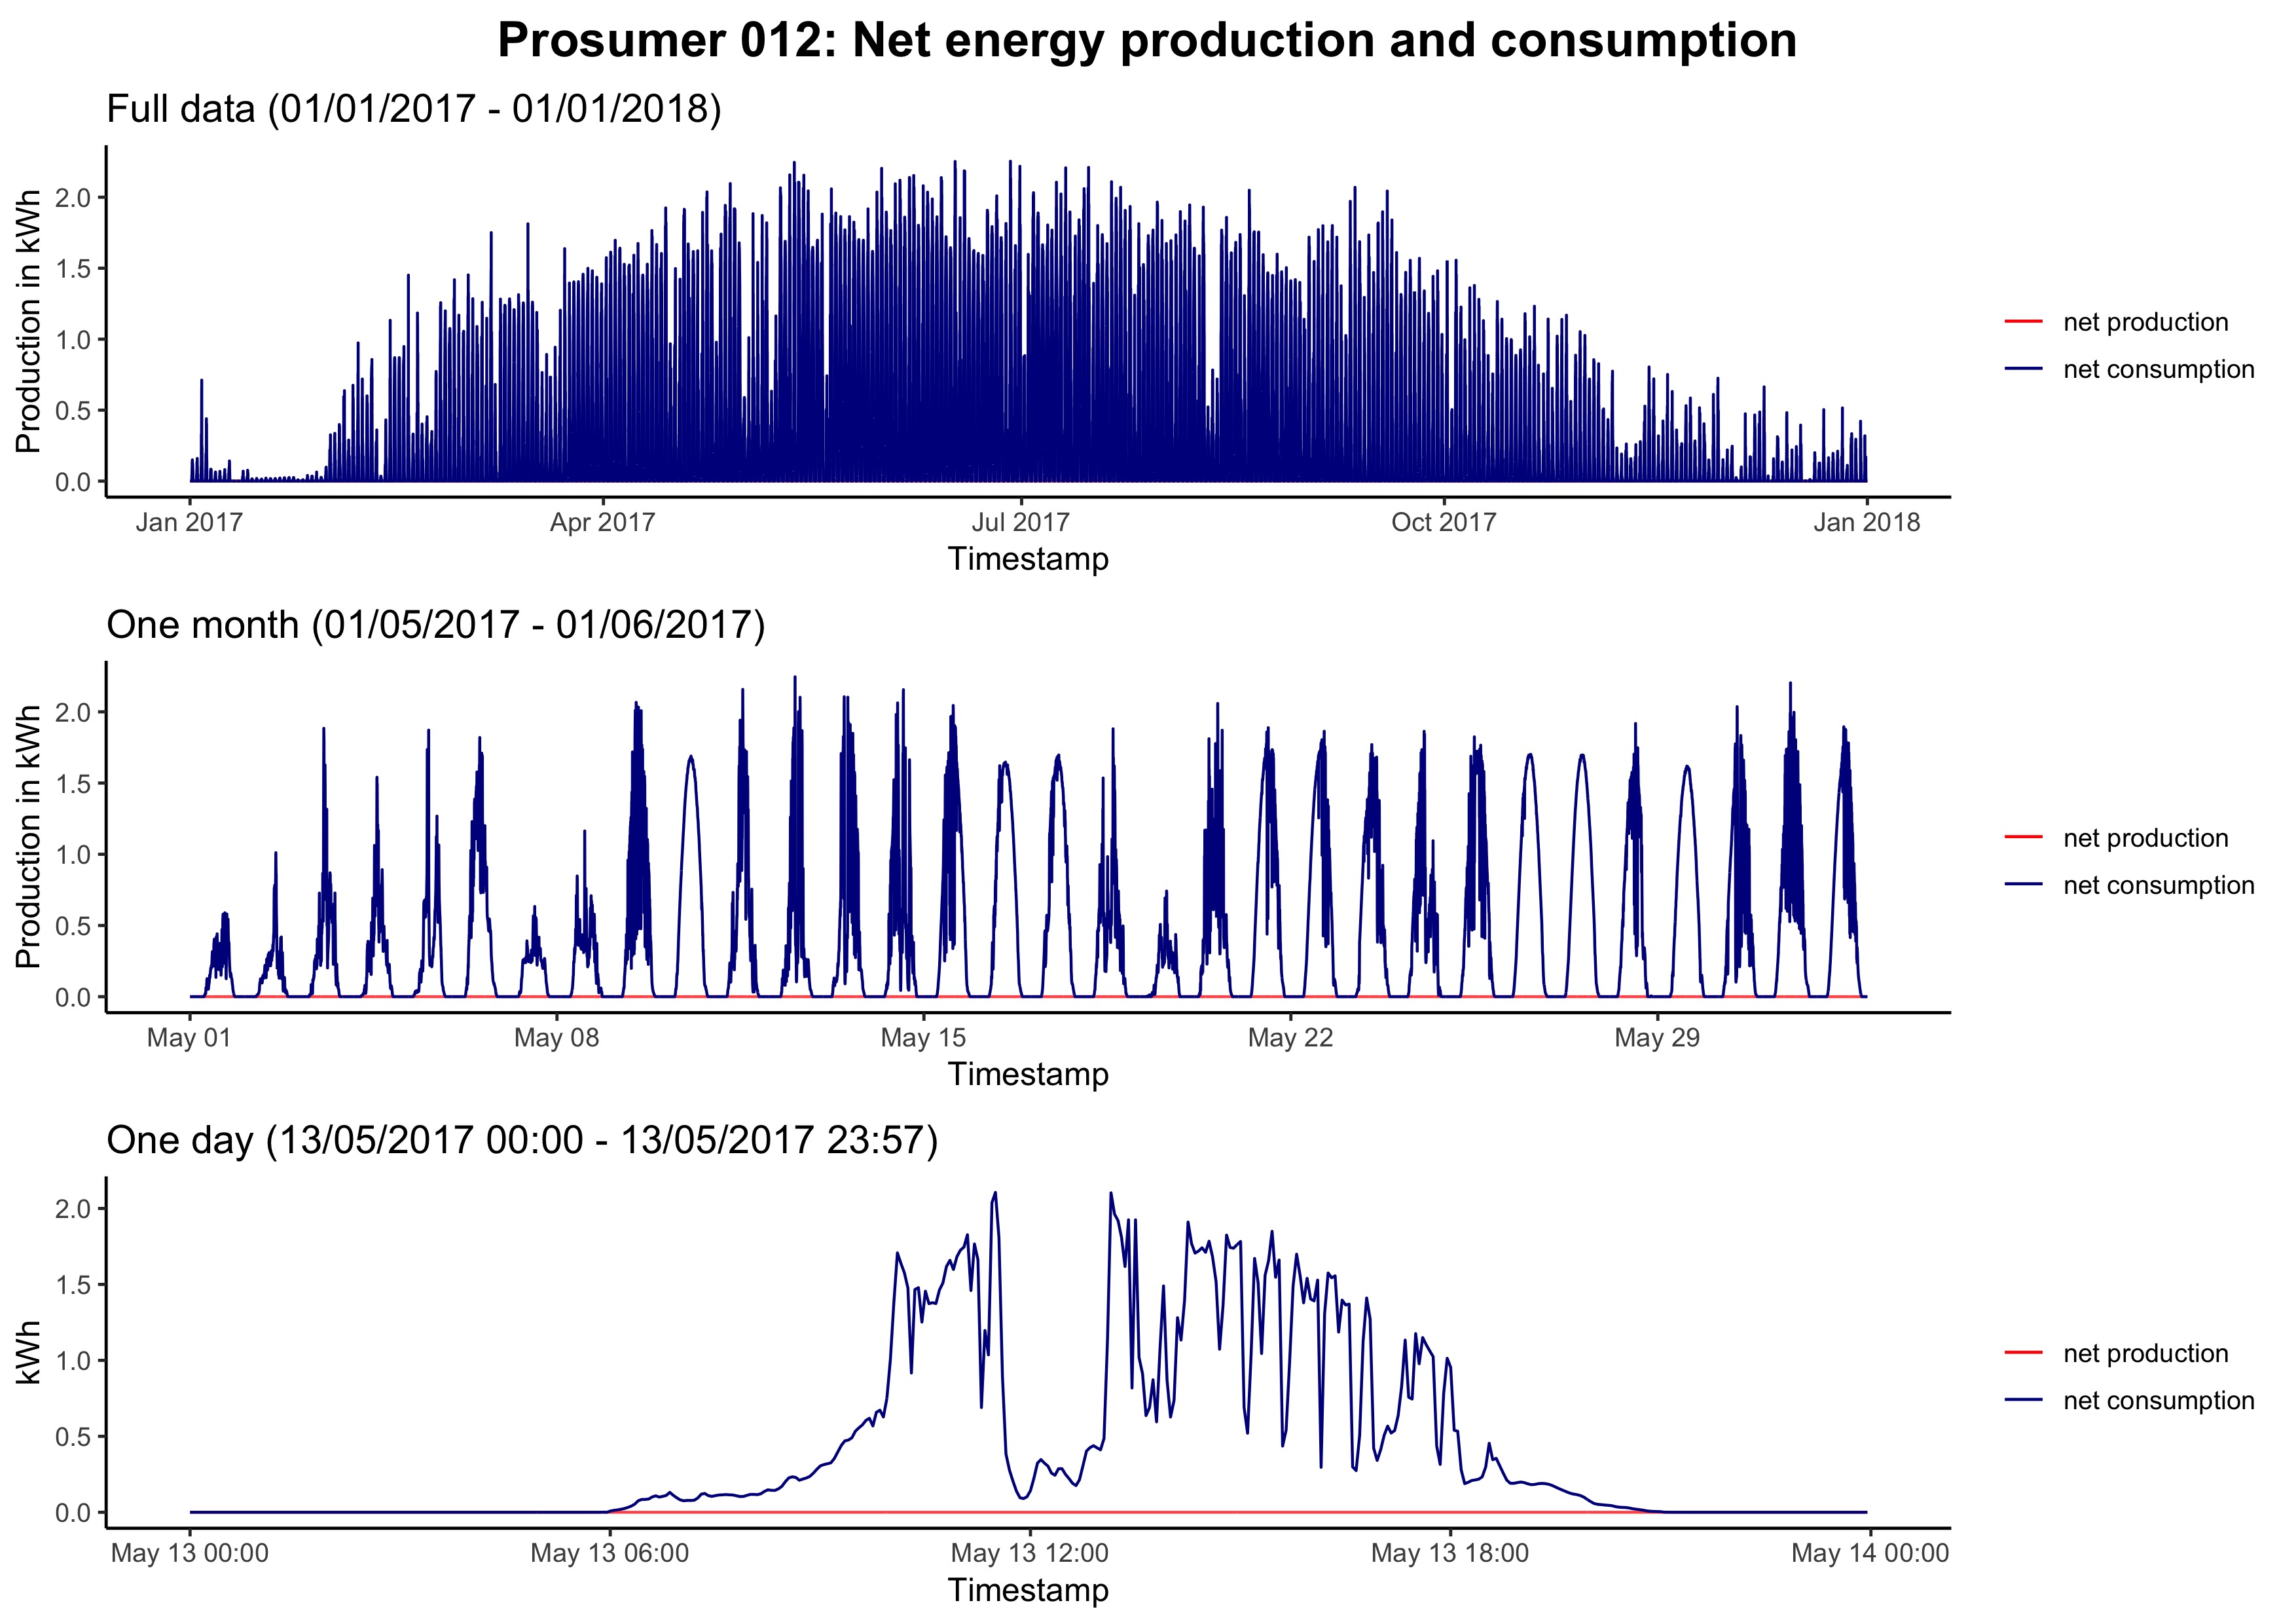 Prosumer 012: Net energy production and consumption
Full data (01/01/2017 - 01/01/2018)
Production in kWh
2.0
1.5
1.0
0.5
0.0
Jan 2017 Apr 2017 Jul 2017 Oct 2017 Jan 2018
Timestamp
net production
net consumption
One month (01/05/2017 - 01/06/2017)
Production in kWh
2.0
1.5
1.0
0.5
0.0
May 01 May 08 May 15 May 22 May 29
Timestamp
net production
net consumption
One day (13/05/2017 00:00 - 13/05/2017 23:57)
kWh
2.0
1.5
1.0
0.5
0.0
May 13 00:00 May 13 06:00 May 13 12:00 May 13 18:00 May 14 00:00
Timestamp
net production
net consumption